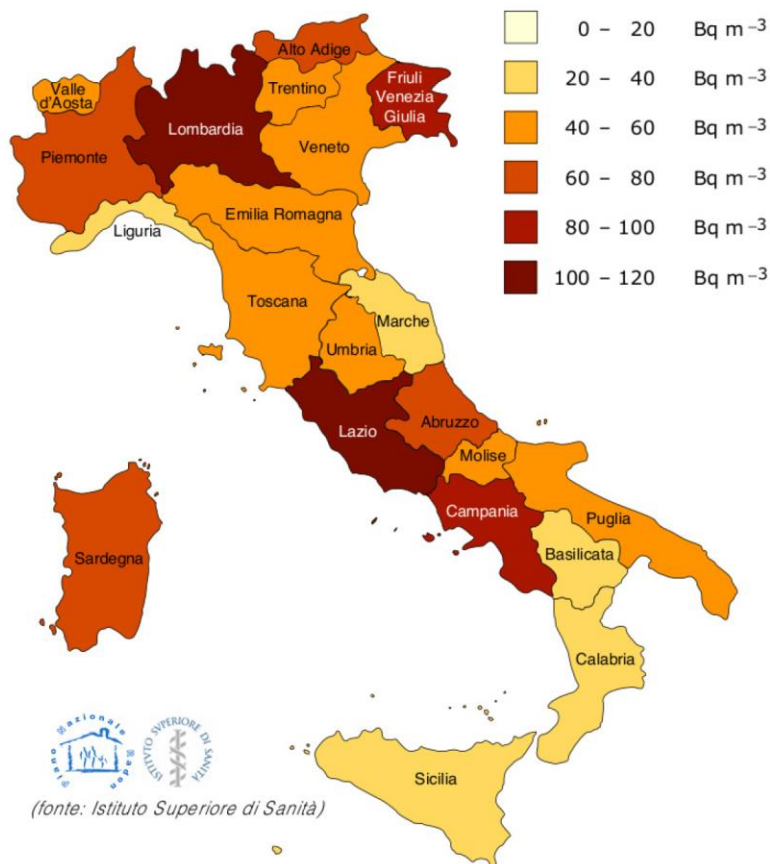 0 – 20 Bq m⁻³
20 – 40 Bq m⁻³
40 – 60 Bq m⁻³
60 – 80 Bq m⁻³
80 – 100 Bq m⁻³
100 – 120 Bq m⁻³
Alto Adige
Valle
d'Aosta
Trentino
Friuli
Venezia
Giulia
Lombardia
Piemonte
Veneto
Emilia Romagna
Liguria
Toscana
Marche
Umbria
Abruzzo
Lazio
Molise
Campania
Puglia
Basilicata
Sardegna
Calabria
Sicilia
Piano Nazionale Radon
ISTITUTO SUPERIORE DI SANITÀ
(fonte: Istituto Superiore di Sanità)